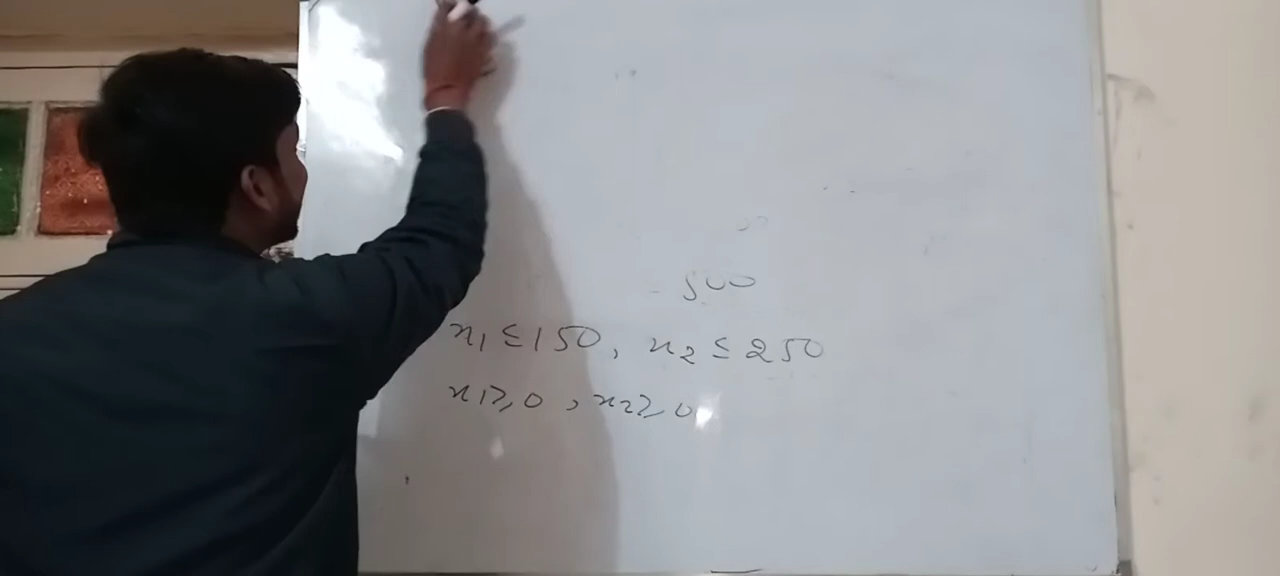 500
x₁ ≤ 150, x₂ ≤ 250
x₁ ≥ 0, x₂ ≥ 0